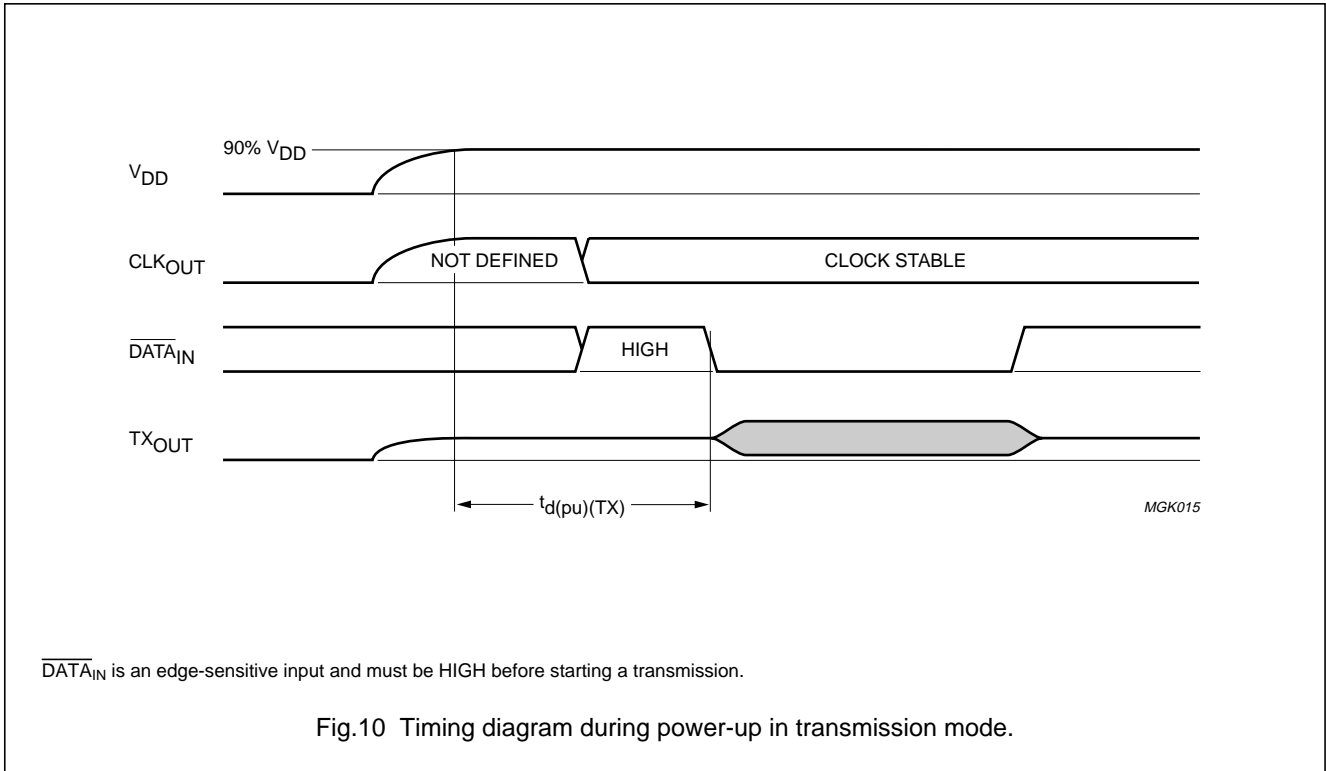 90% VDD
VDD
CLKOUT
NOT DEFINED
CLOCK STABLE
DATAIN
HIGH
TXOUT
td(pu)(TX)
MGK015
DATAIN is an edge-sensitive input and must be HIGH before starting a transmission.
Fig.10 Timing diagram during power-up in transmission mode.